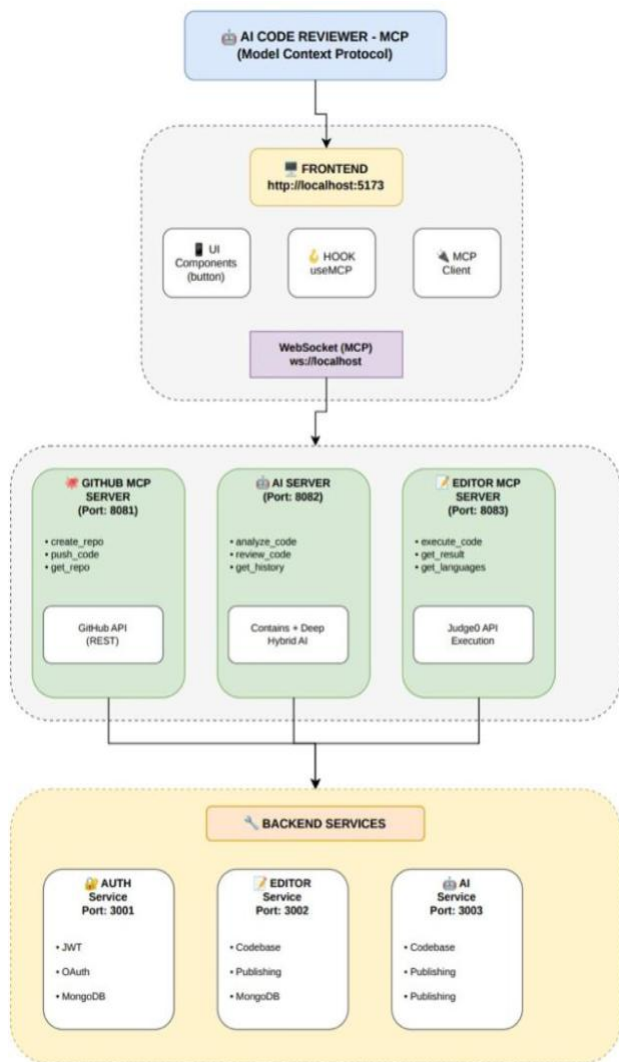 🤖 AI CODE REVIEWER - MCP
(Model Context Protocol)
🖥️ FRONTEND
http://localhost:5173
📱 UI
Components
(button)
🪝 HOOK
useMCP
🔌 MCP
Client
WebSocket (MCP)
ws://localhost
🐙 GITHUB MCP
SERVER
(Port: 8081)
• create_repo
• push_code
• get_repo
GitHub API
(REST)
🤖 AI SERVER
(Port: 8082)
• analyze_code
• review_code
• get_history
Contains + Deep
Hybrid AI
📝 EDITOR MCP
SERVER
(Port: 8083)
• execute_code
• get_result
• get_languages
Judge0 API
Execution
🔧 BACKEND SERVICES
🔐 AUTH
Service
Port: 3001
• JWT
• OAuth
• MongoDB
📝 EDITOR
Service
Port: 3002
• Codebase
• Publishing
• MongoDB
🤖 AI
Service
Port: 3003
• Codebase
• Publishing
• Publishing